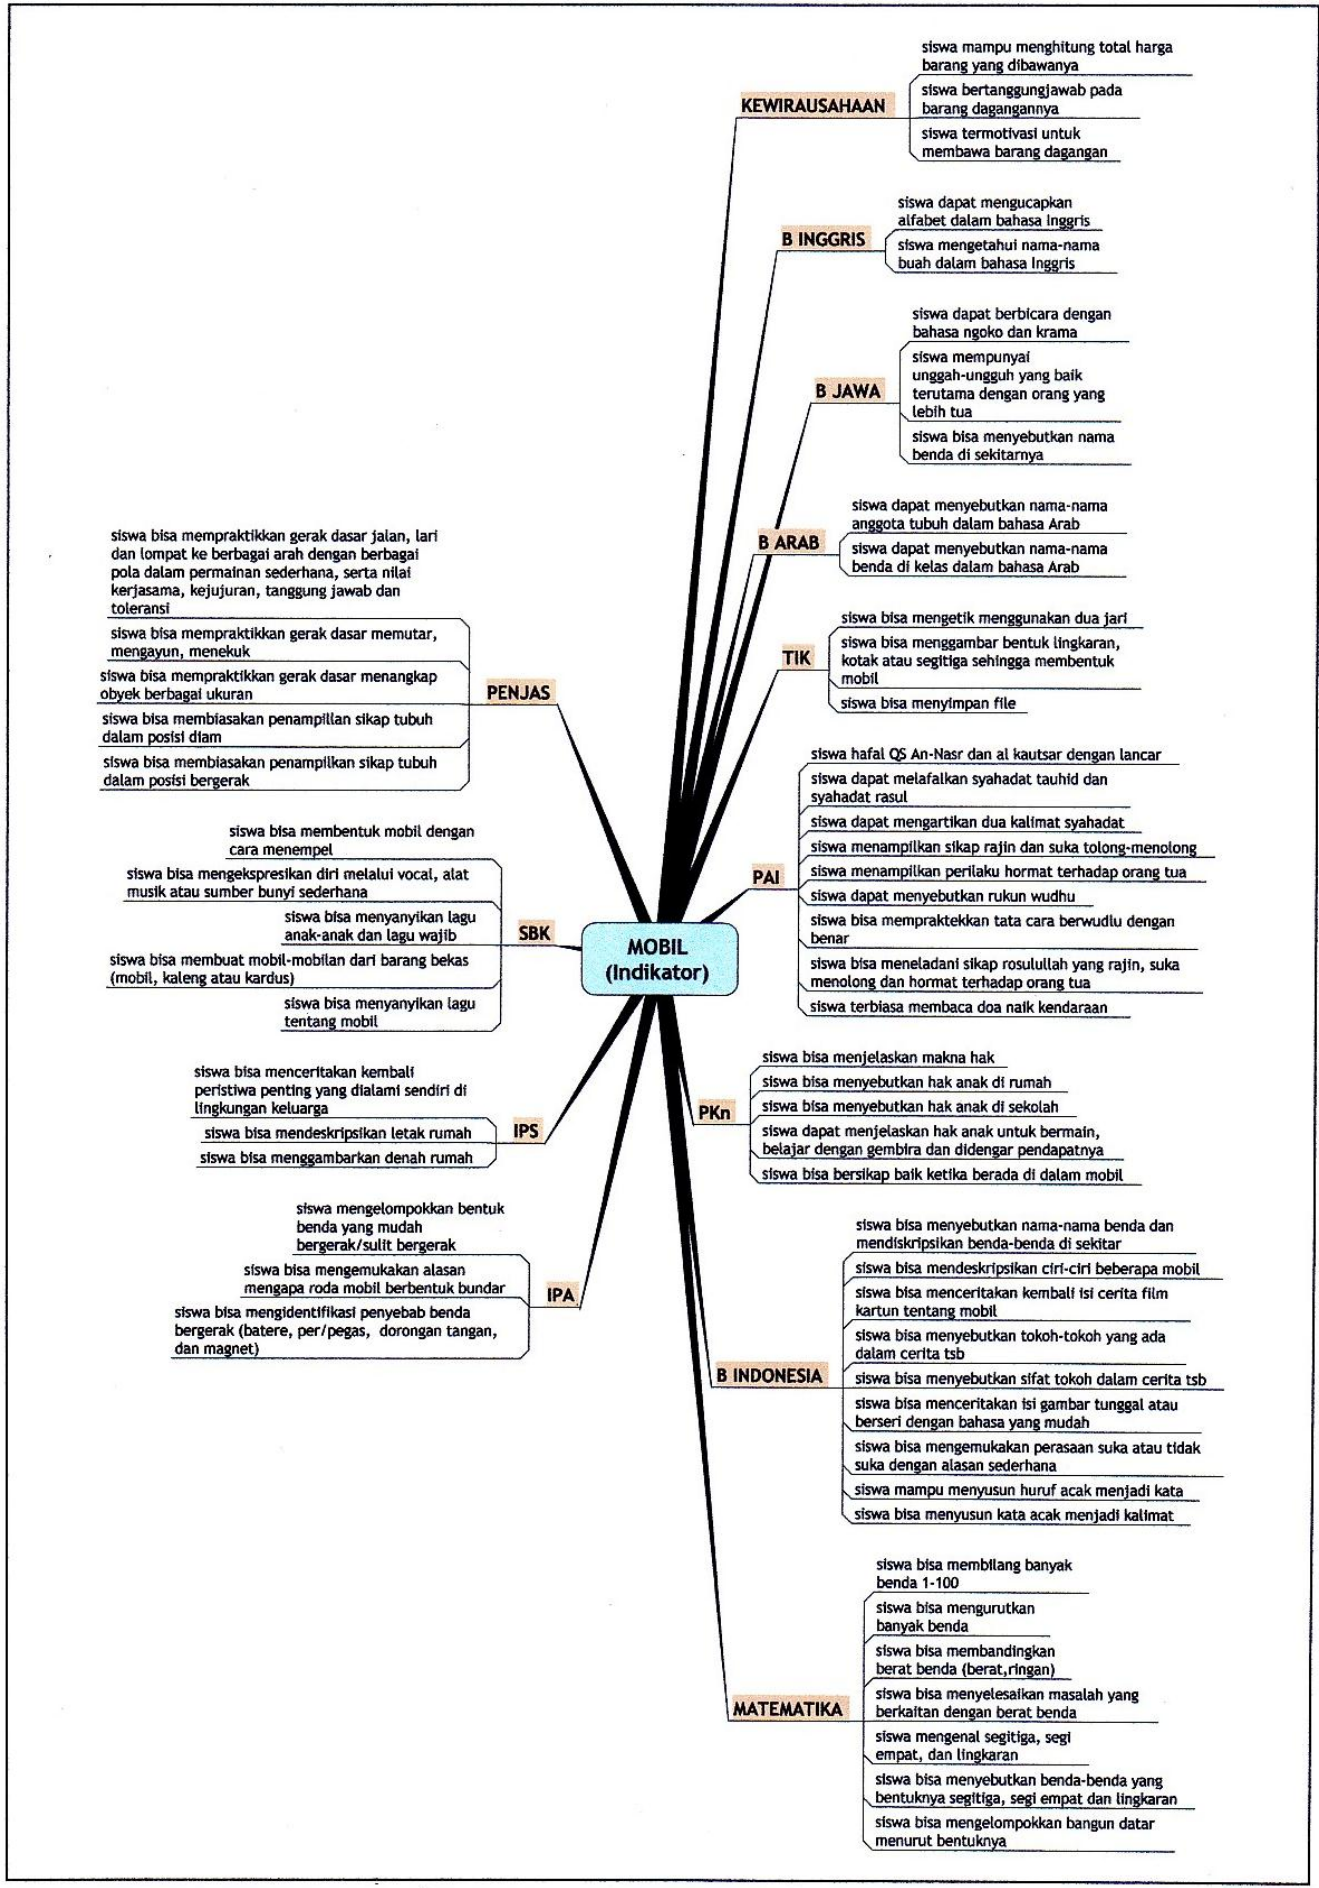 siswa mampu menghitung total harga
barang yang dibawanya
KEWIRAUSAHAAN
siswa bertanggungjawab pada
barang dagangannya
siswa termotivasi untuk
membawa barang dagangan
siswa dapat mengucapkan
alfabet dalam bahasa Inggris
B INGGRIS
siswa mengetahui nama-nama
buah dalam bahasa Inggris
siswa dapat berbicara dengan
bahasa ngoko dan krama
B JAWA
siswa mempunyai
unggah-ungguh yang baik
terutama dengan orang yang
lebih tua
siswa bisa menyebutkan nama
benda di sekitarnya
siswa dapat menyebutkan nama-nama
anggota tubuh dalam bahasa Arab
B ARAB
siswa dapat menyebutkan nama-nama
benda di kelas dalam bahasa Arab
siswa bisa mengetik menggunakan dua jari
TIK
siswa bisa menggambar bentuk lingkaran,
kotak atau segitiga sehingga membentuk
mobil
siswa bisa menyimpan file
siswa hafal QS An-Nasr dan al kautsar dengan lancar
siswa dapat melafalkan syahadat tauhid dan
syahadat rasul
siswa dapat mengartikan dua kalimat syahadat
siswa menampilkan sikap rajin dan suka tolong-menolong
PAI
siswa menampilkan perilaku hormat terhadap orang tua
siswa dapat menyebutkan rukun wudhu
siswa bisa mempraktekkan tata cara berwudlu dengan
benar
siswa bisa meneladani sikap rosulullah yang rajin, suka
menolong dan hormat terhadap orang tua
siswa terbiasa membaca doa naik kendaraan
siswa bisa mempraktikkan gerak dasar jalan, lari
dan lompat ke berbagai arah dengan berbagai
pola dalam permainan sederhana, serta nilai
kerjasama, kejujuran, tanggung jawab dan
toleransi
siswa bisa mempraktikkan gerak dasar memutar,
mengayun, menekuk
siswa bisa mempraktikkan gerak dasar menangkap
obyek berbagai ukuran
PENJAS
siswa bisa membiasakan penampilan sikap tubuh
dalam posisi diam
siswa bisa membiasakan penampilkan sikap tubuh
dalam posisi bergerak
siswa bisa membentuk mobil dengan
cara menempel
siswa bisa mengekspresikan diri melalui vocal, alat
musik atau sumber bunyi sederhana
siswa bisa menyanyikan lagu
anak-anak dan lagu wajib
SBK
siswa bisa membuat mobil-mobilan dari barang bekas
(mobil, kaleng atau kardus)
siswa bisa menyanyikan lagu
tentang mobil
MOBIL
(Indikator)
siswa bisa menceritakan kembali
peristiwa penting yang dialami sendiri di
lingkungan keluarga
IPS
siswa bisa mendeskripsikan letak rumah
siswa bisa menggambarkan denah rumah
siswa mengelompokkan bentuk
benda yang mudah
bergerak/sulit bergerak
siswa bisa mengemukakan alasan
mengapa roda mobil berbentuk bundar
IPA
siswa bisa mengidentifikasi penyebab benda
bergerak (batere, per/pegas, dorongan tangan,
dan magnet)
siswa bisa menjelaskan makna hak
siswa bisa menyebutkan hak anak di rumah
PKn
siswa bisa menyebutkan hak anak di sekolah
siswa dapat menjelaskan hak anak untuk bermain,
belajar dengan gembira dan didengar pendapatnya
siswa bisa bersikap baik ketika berada di dalam mobil
siswa bisa menyebutkan nama-nama benda dan
mendiskripsikan benda-benda di sekitar
siswa bisa mendeskripsikan ciri-ciri beberapa mobil
siswa bisa menceritakan kembali isi cerita film
kartun tentang mobil
siswa bisa menyebutkan tokoh-tokoh yang ada
dalam cerita tsb
B INDONESIA
siswa bisa menyebutkan sifat tokoh dalam cerita tsb
siswa bisa menceritakan isi gambar tunggal atau
berseri dengan bahasa yang mudah
siswa bisa mengemukakan perasaan suka atau tidak
suka dengan alasan sederhana
siswa mampu menyusun huruf acak menjadi kata
siswa bisa menyusun kata acak menjadi kalimat
siswa bisa membilang banyak
benda 1-100
siswa bisa mengurutkan
banyak benda
siswa bisa membandingkan
berat benda (berat,ringan)
MATEMATIKA
siswa bisa menyelesaikan masalah yang
berkaitan dengan berat benda
siswa mengenal segitiga, segi
empat, dan lingkaran
siswa bisa menyebutkan benda-benda yang
bentuknya segitiga, segi empat dan lingkaran
siswa bisa mengelompokkan bangun datar
menurut bentuknya